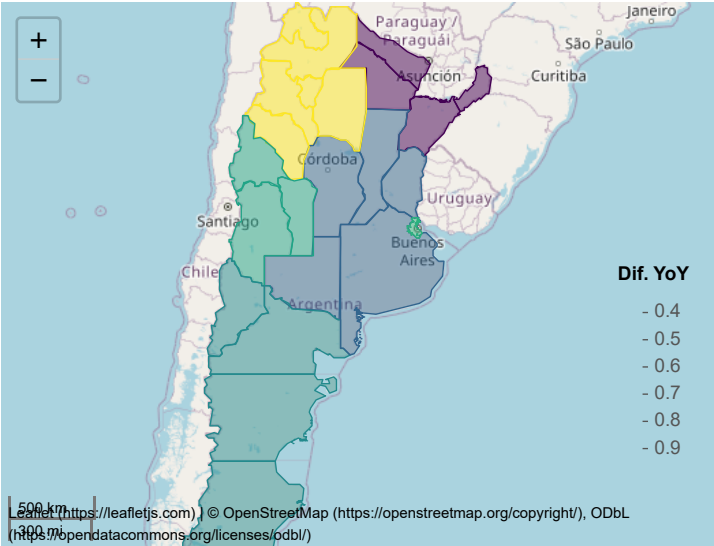 Janeiro
Paraguay /
Paraguái
São Paulo
+
−
Asunción
Curitiba
Córdoba
Uruguay
Santiago
Buenos
Aires
Chile
Dif. YoY
Argentina
- 0.4
- 0.5
- 0.6
- 0.7
- 0.8
- 0.9
500 km
Leaflet (https://leafletjs.com) | © OpenStreetMap (https://openstreetmap.org/copyright/), ODbL
300 mi
(https://opendatacommons.org/licenses/odbl/)